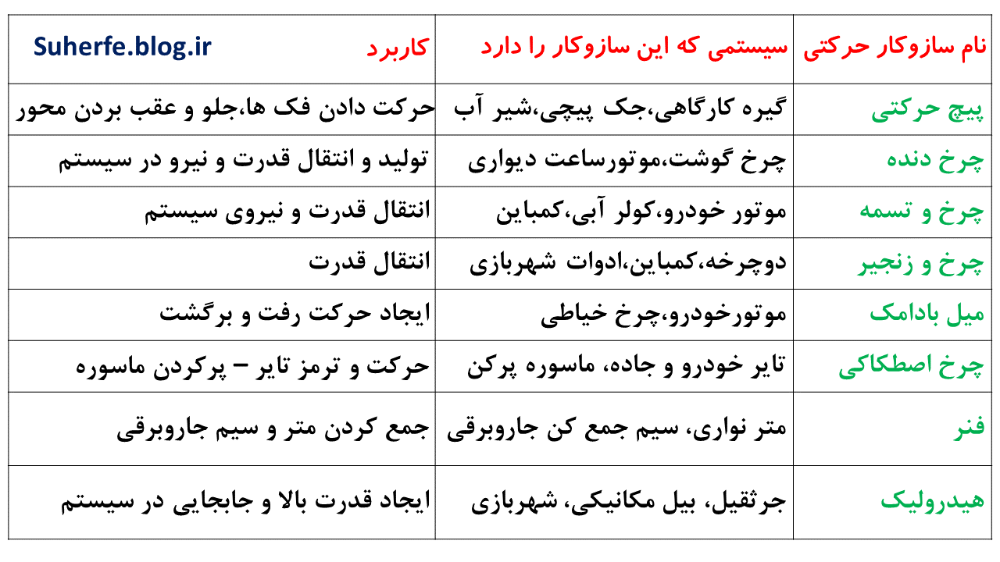 نام سازوکار حرکتی سیستمی که این سازوکار را دارد کاربرد Suherfe.blog.ir
پیچ حرکتی گیره کارگاهی،جک پیچی،شیر آب حرکت دادن فک ها،جلو و عقب بردن محور
چرخ دنده چرخ گوشت،موتورساعت دیواری تولید و انتقال قدرت و نیرو در سیستم
چرخ و تسمه موتور خودرو،کولر آبی،کمباین انتقال قدرت و نیروی سیستم
چرخ و زنجیر دوچرخه،کمباین،ادوات شهربازی انتقال قدرت
میل بادامک موتورخودرو،چرخ خیاطی ایجاد حرکت رفت و برگشت
چرخ اصطکاکی تایر خودرو و جاده، ماسوره پرکن حرکت و ترمز تایر – پرکردن ماسوره
فنر متر نواری، سیم جمع کن جاروبرقی جمع کردن متر و سیم جاروبرقی
هیدرولیک جرثقیل، بیل مکانیکی، شهربازی ایجاد قدرت بالا و جابجایی در سیستم